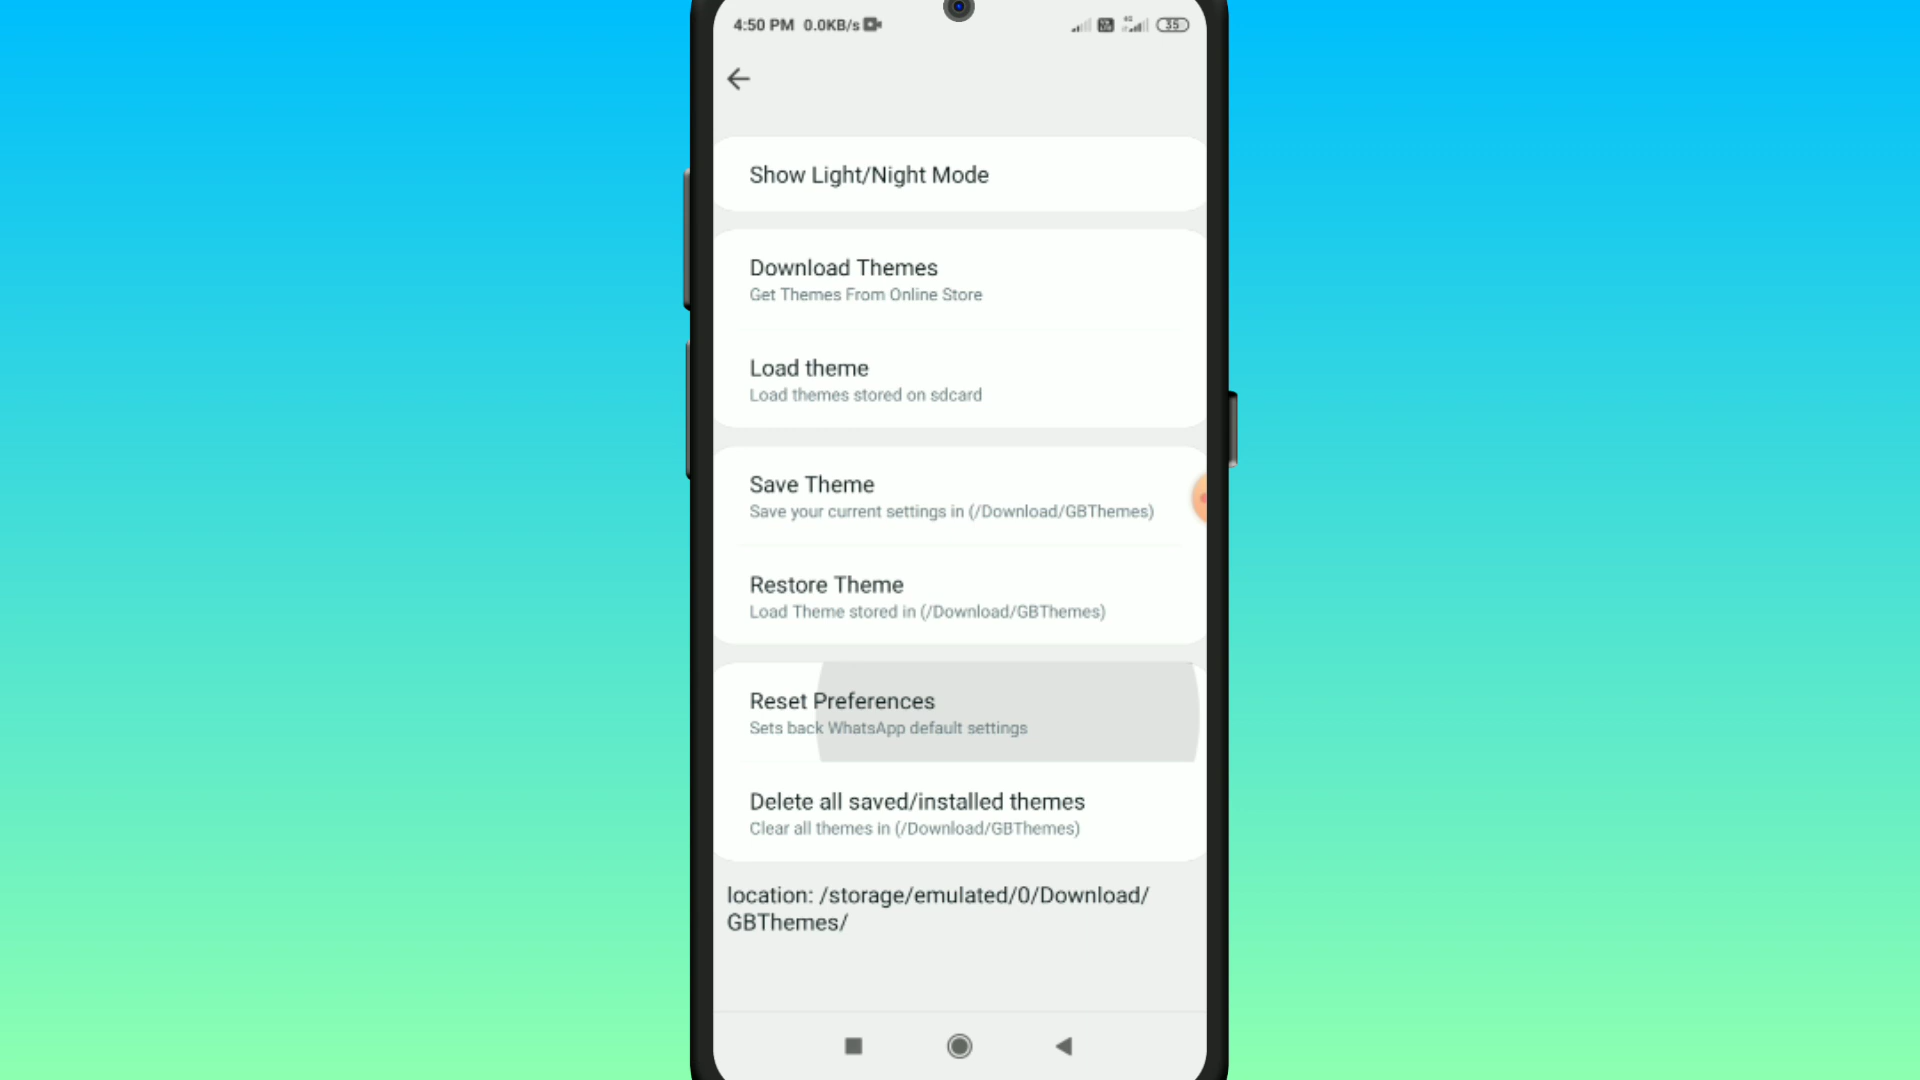 4:50 PM 0.0KB/s
4G
35
Show Light/Night Mode
Download Themes
Get Themes From Online Store
Load theme
Load themes stored on sdcard
Save Theme
Save your current settings in (/Download/GBThemes)
Restore Theme
Load Theme stored in (/Download/GBThemes)
Reset Preferences
Sets back WhatsApp default settings
Delete all saved/installed themes
Clear all themes in (/Download/GBThemes)
location: /storage/emulated/0/Download/
GBThemes/